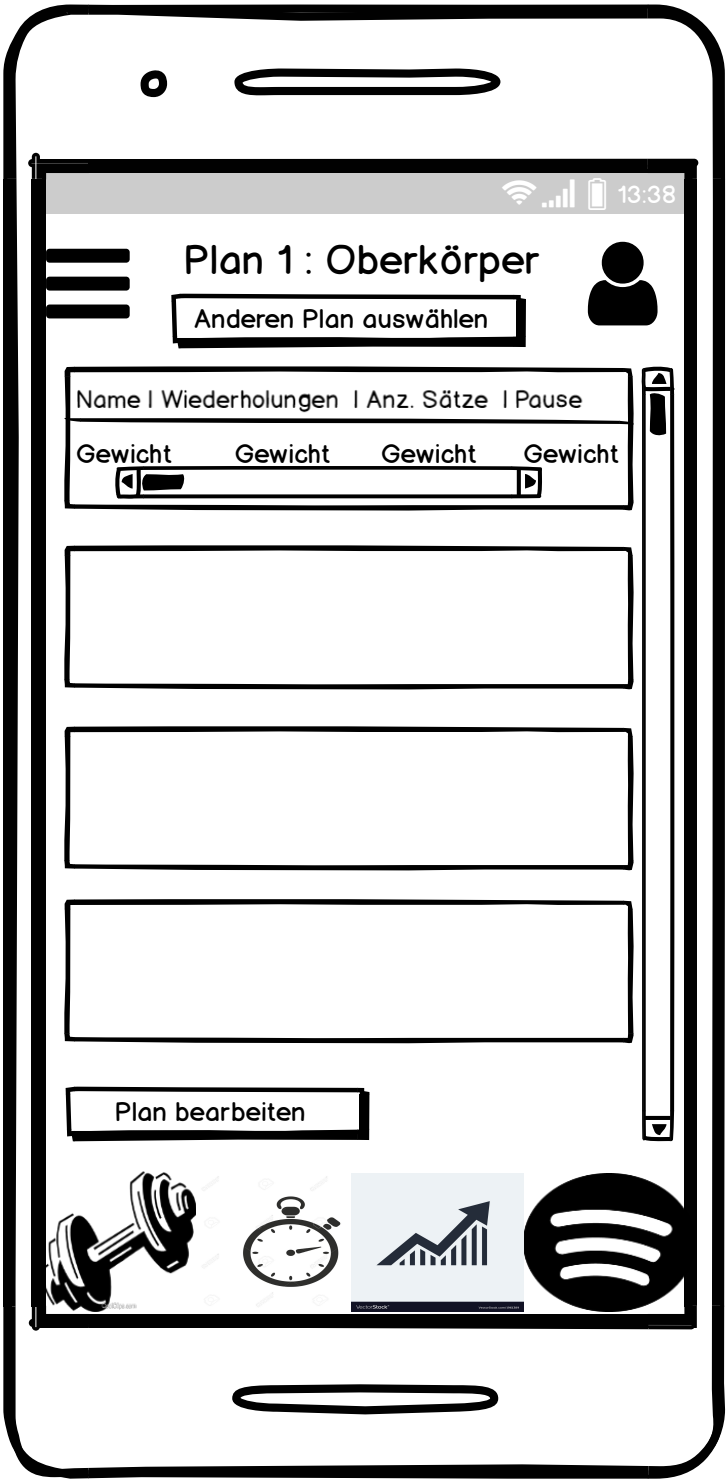 13:38
Plan 1: Oberkörper
Anderen Plan auswählen
Name | Wiederholungen | Anz. Sätze | Pause
Gewicht Gewicht Gewicht Gewicht
Plan bearbeiten
VectorStock